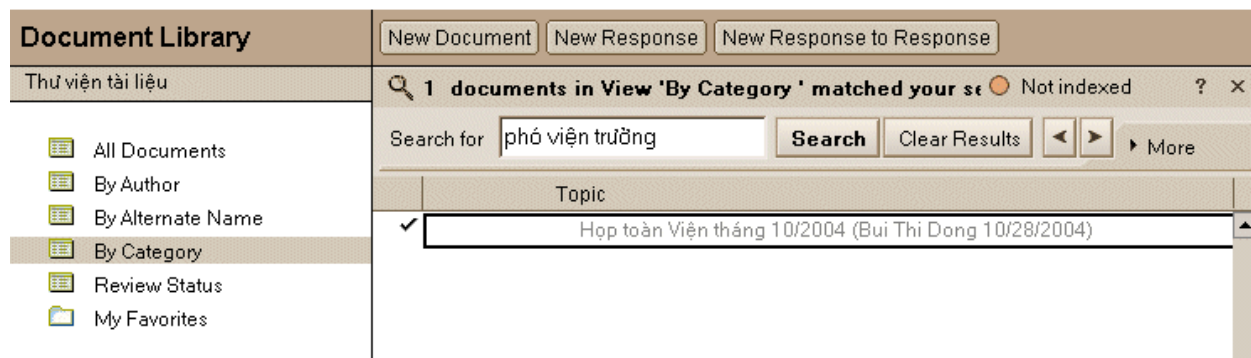 Document Library
New Document New Response New Response to Response
Thư viện tài liệu
1 documents in View 'By Category ' matched your se Not indexed ? ×
Search for phó viện trưởng Search Clear Results More
All Documents
By Author
By Alternate Name
By Category
Review Status
My Favorites
Topic
Họp toàn Viện tháng 10/2004 (Bui Thi Dong 10/28/2004)